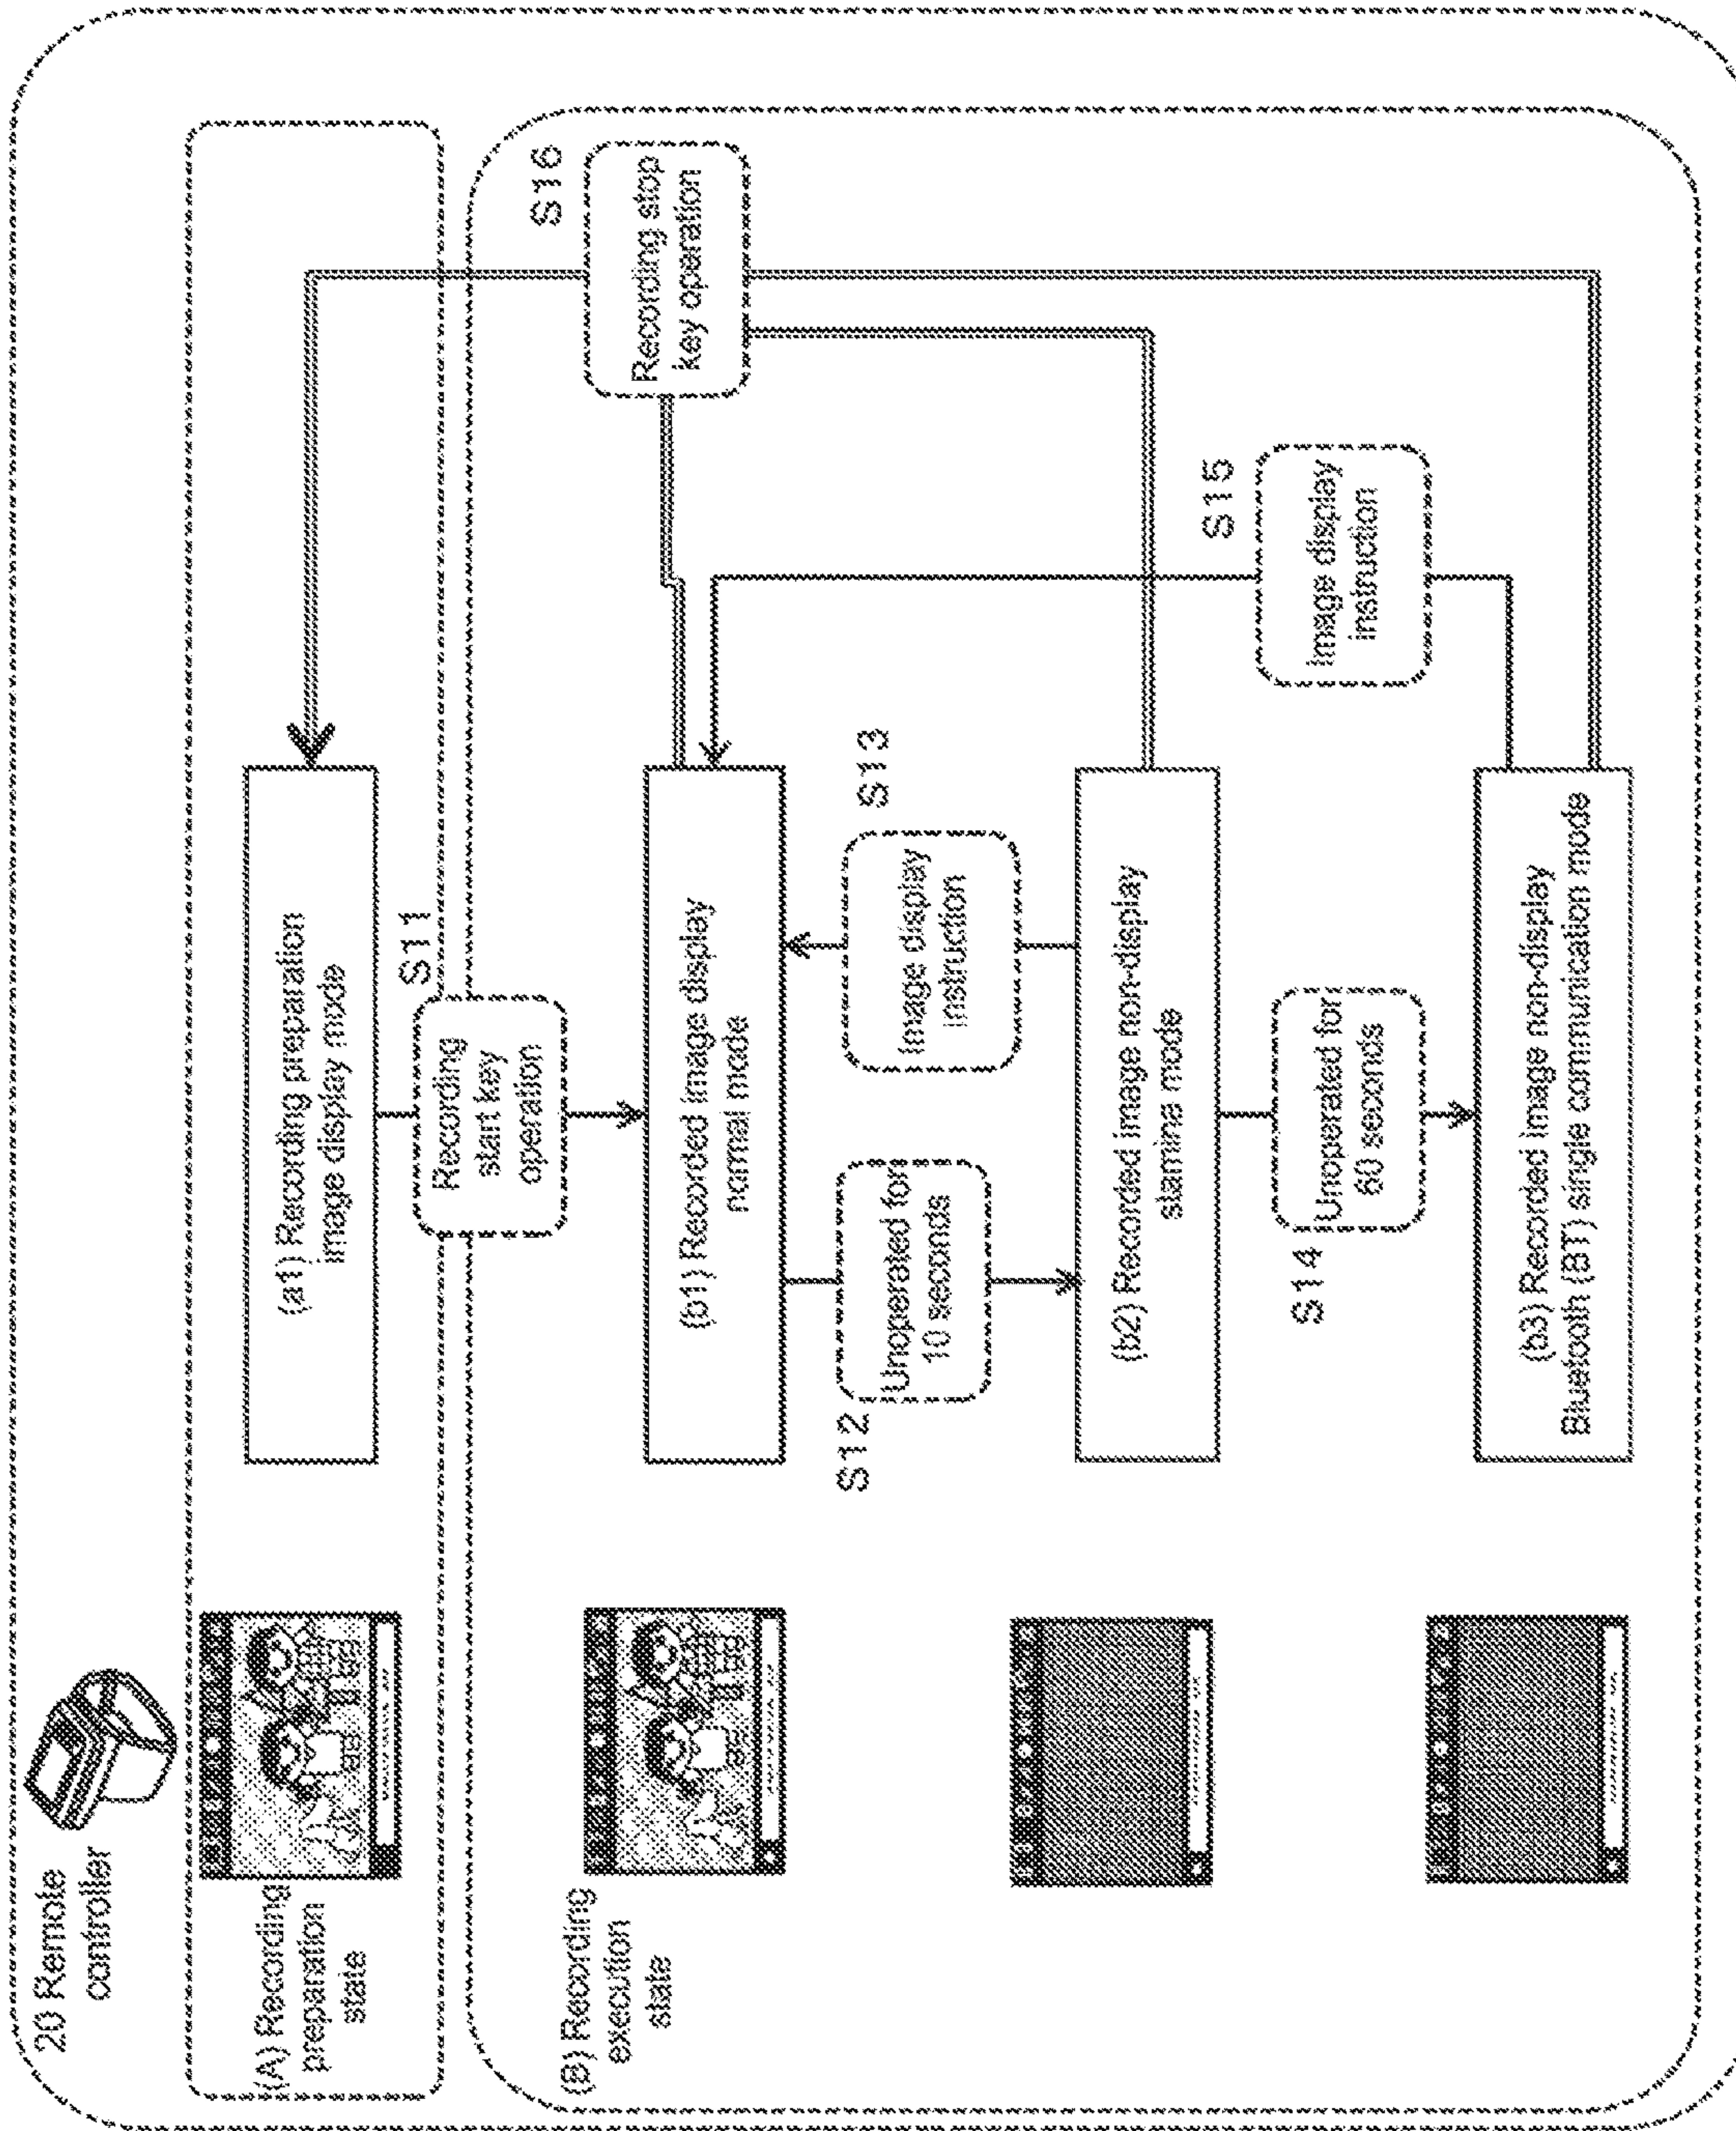 20 Remote
controller
(A) Recording
preparation
state
(a1) Recording preparation
image display mode
S11
Recording
start key
operation
(B) Recording
execution
state
(b1) Recorded image display
normal mode
S16
Recording stop
key operation
S12
Unoperated for
10 seconds
Image display
instruction
S13
(b2) Recorded image non-display
stamina mode
S14
Unoperated for
60 seconds
S15
Image display
instruction
(b3) Recorded image non-display
Bluetooth (BT) single communication mode